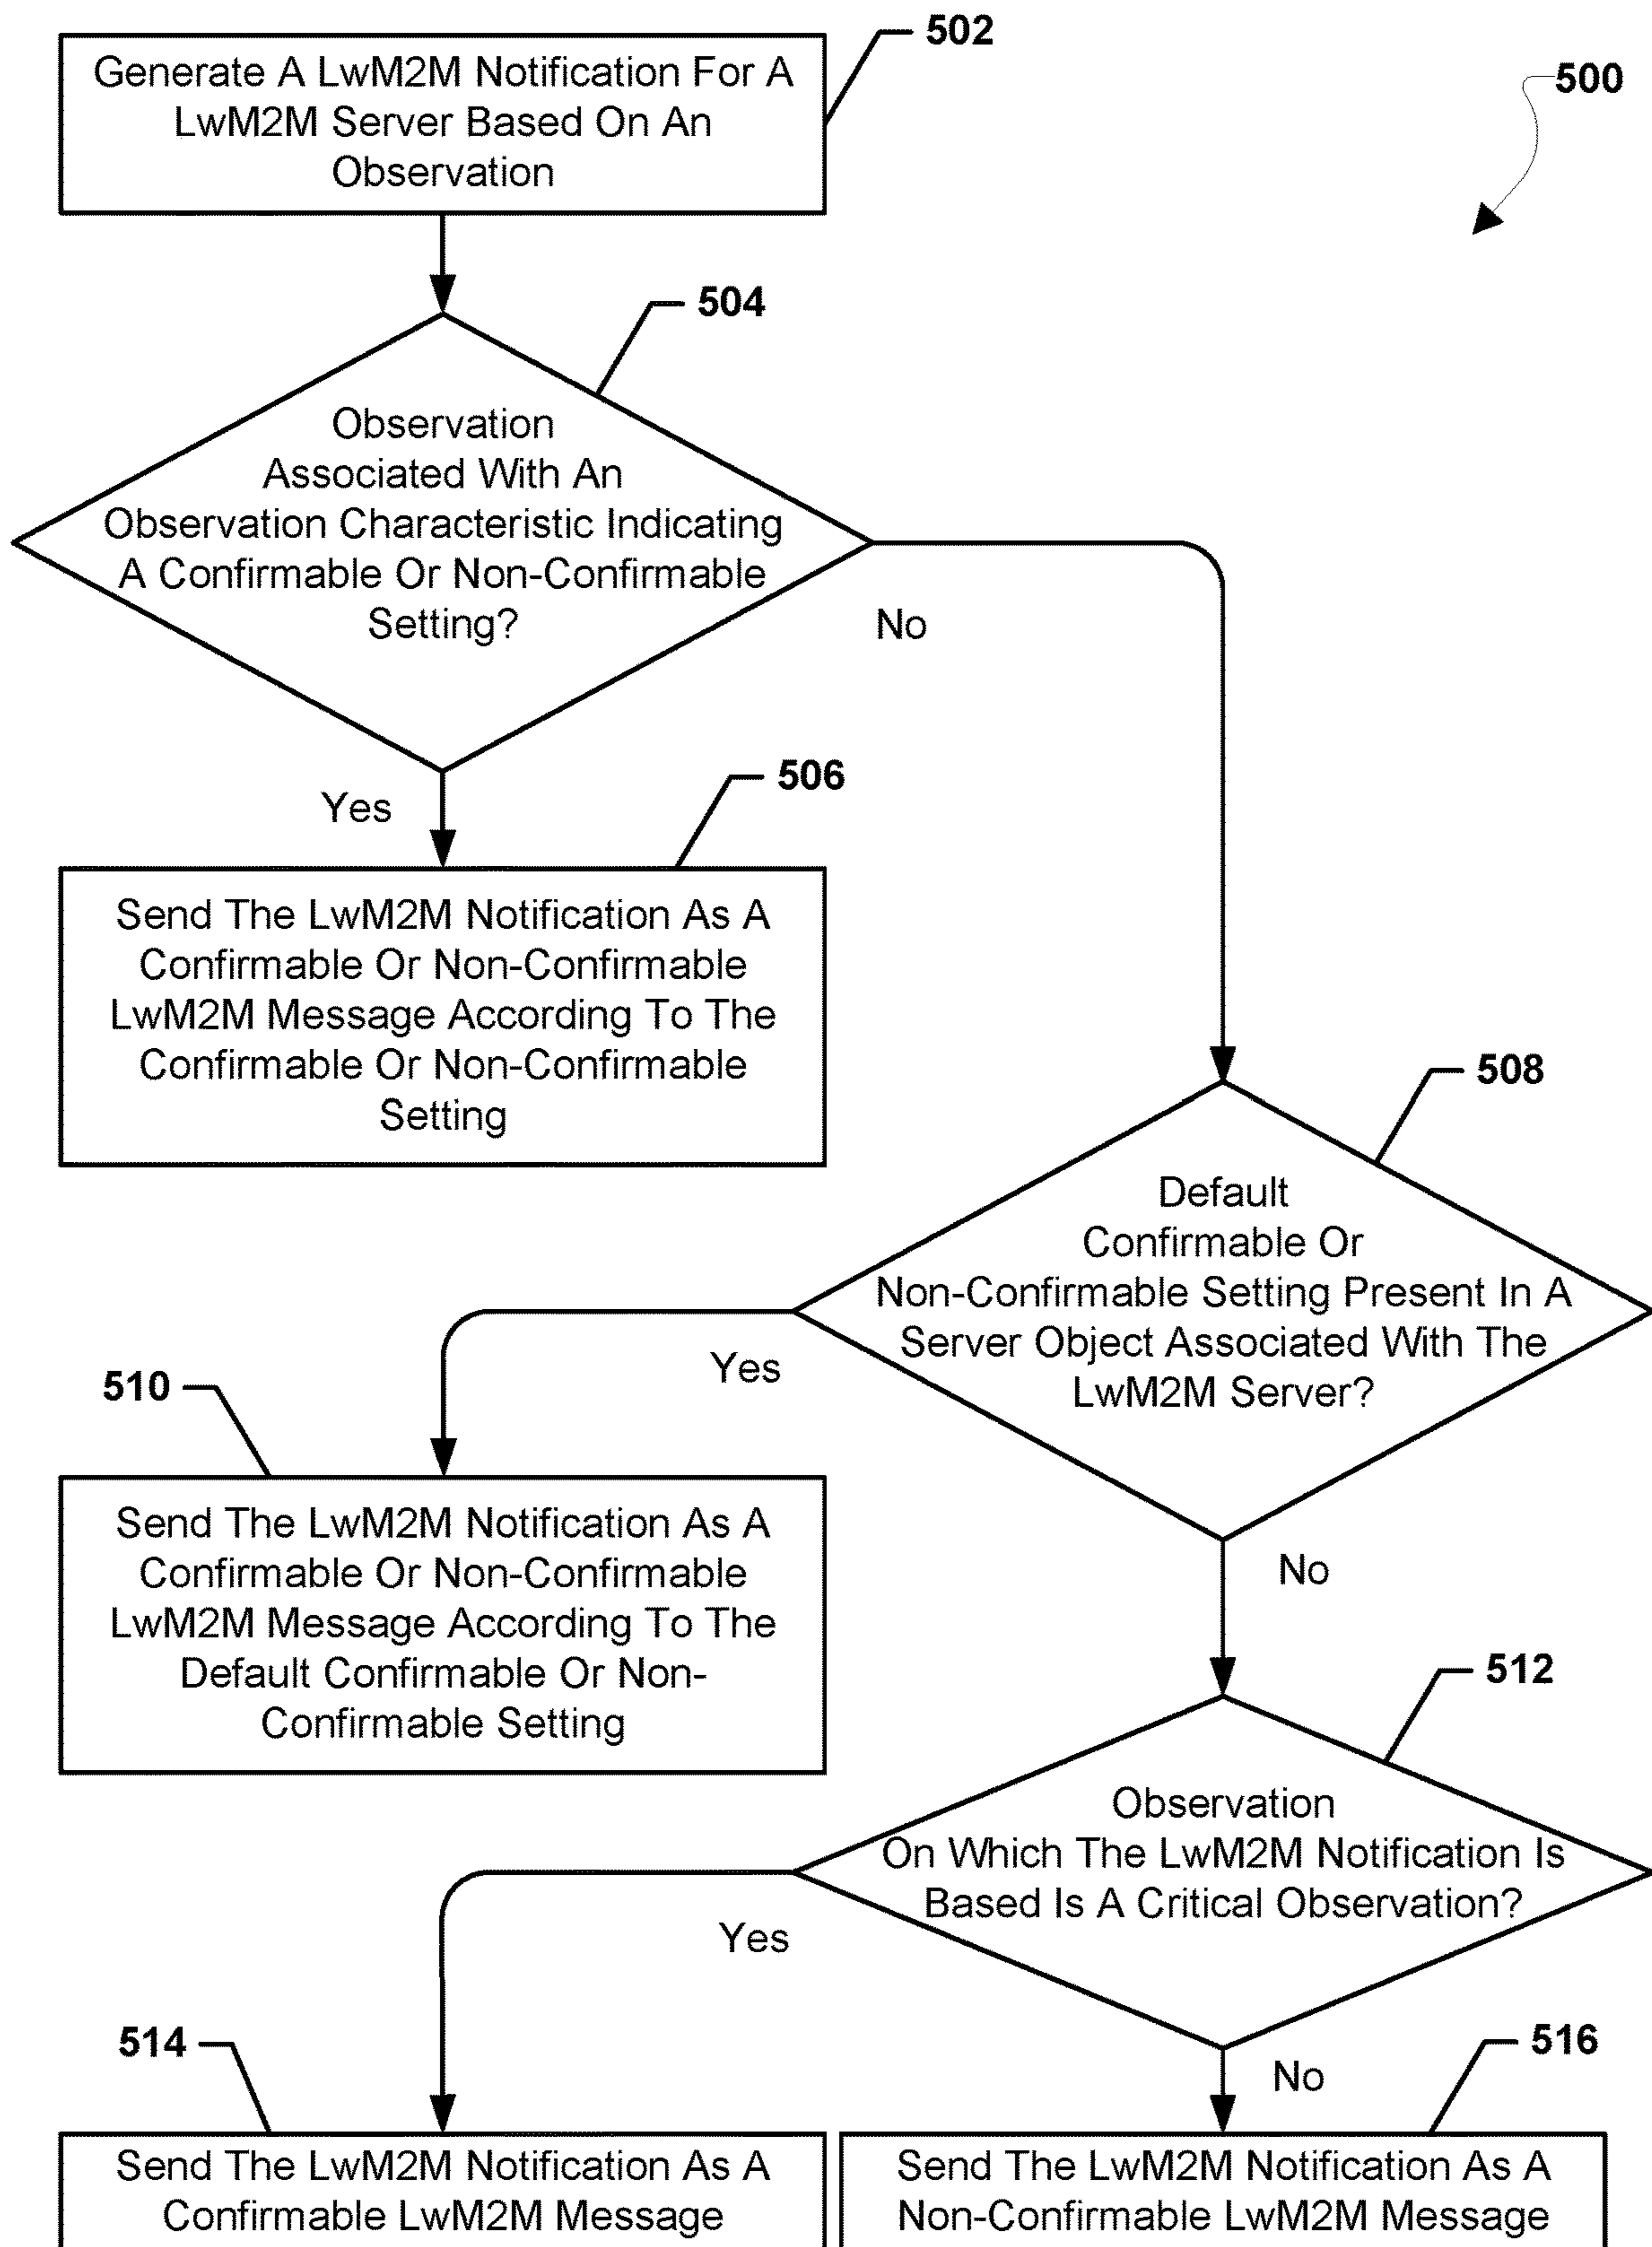 502
Generate A LwM2M Notification For A
LwM2M Server Based On An
Observation
500
504
Observation
Associated With An
Observation Characteristic Indicating
A Confirmable Or Non-Confirmable
Setting?
No
Yes
506
Send The LwM2M Notification As A
Confirmable Or Non-Confirmable
LwM2M Message According To The
Confirmable Or Non-Confirmable
Setting
508
Default
Confirmable Or
Non-Confirmable Setting Present In A
Server Object Associated With The
LwM2M Server?
Yes
510
Send The LwM2M Notification As A
Confirmable Or Non-Confirmable
LwM2M Message According To The
Default Confirmable Or Non-
Confirmable Setting
No
512
Observation
On Which The LwM2M Notification Is
Based Is A Critical Observation?
Yes
No
514
Send The LwM2M Notification As A
Confirmable LwM2M Message
516
Send The LwM2M Notification As A
Non-Confirmable LwM2M Message